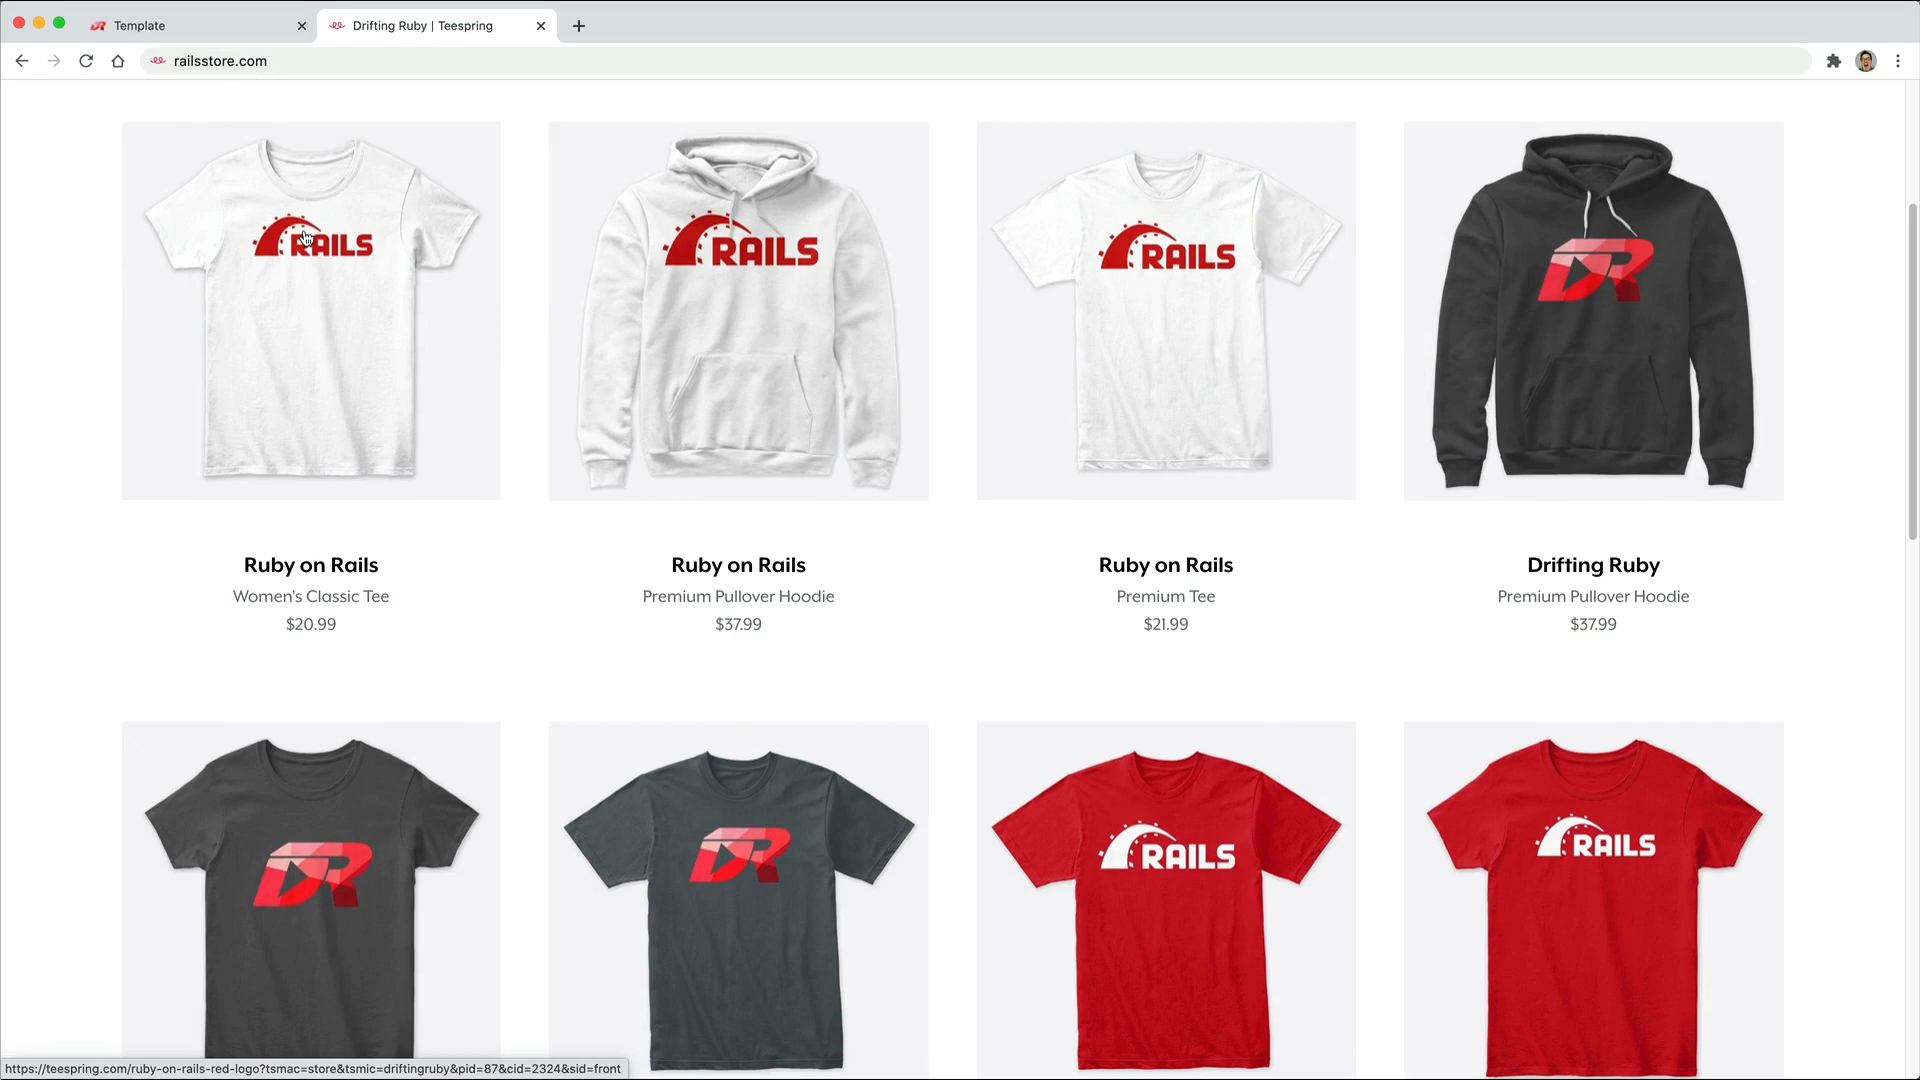 Template
Drifting Ruby | Teespring
railsstore.com
RAILS
RAILS
RAILS
DR
Ruby on Rails
Women's Classic Tee
$20.99
Ruby on Rails
Premium Pullover Hoodie
$37.99
Ruby on Rails
Premium Tee
$21.99
Drifting Ruby
Premium Pullover Hoodie
$37.99
DR
DR
RAILS
RAILS
https://teespring.com/ruby-on-rails-red-logo?tsmac=store&tsmic=driftingruby&pid=87&cid=2324&sid=front